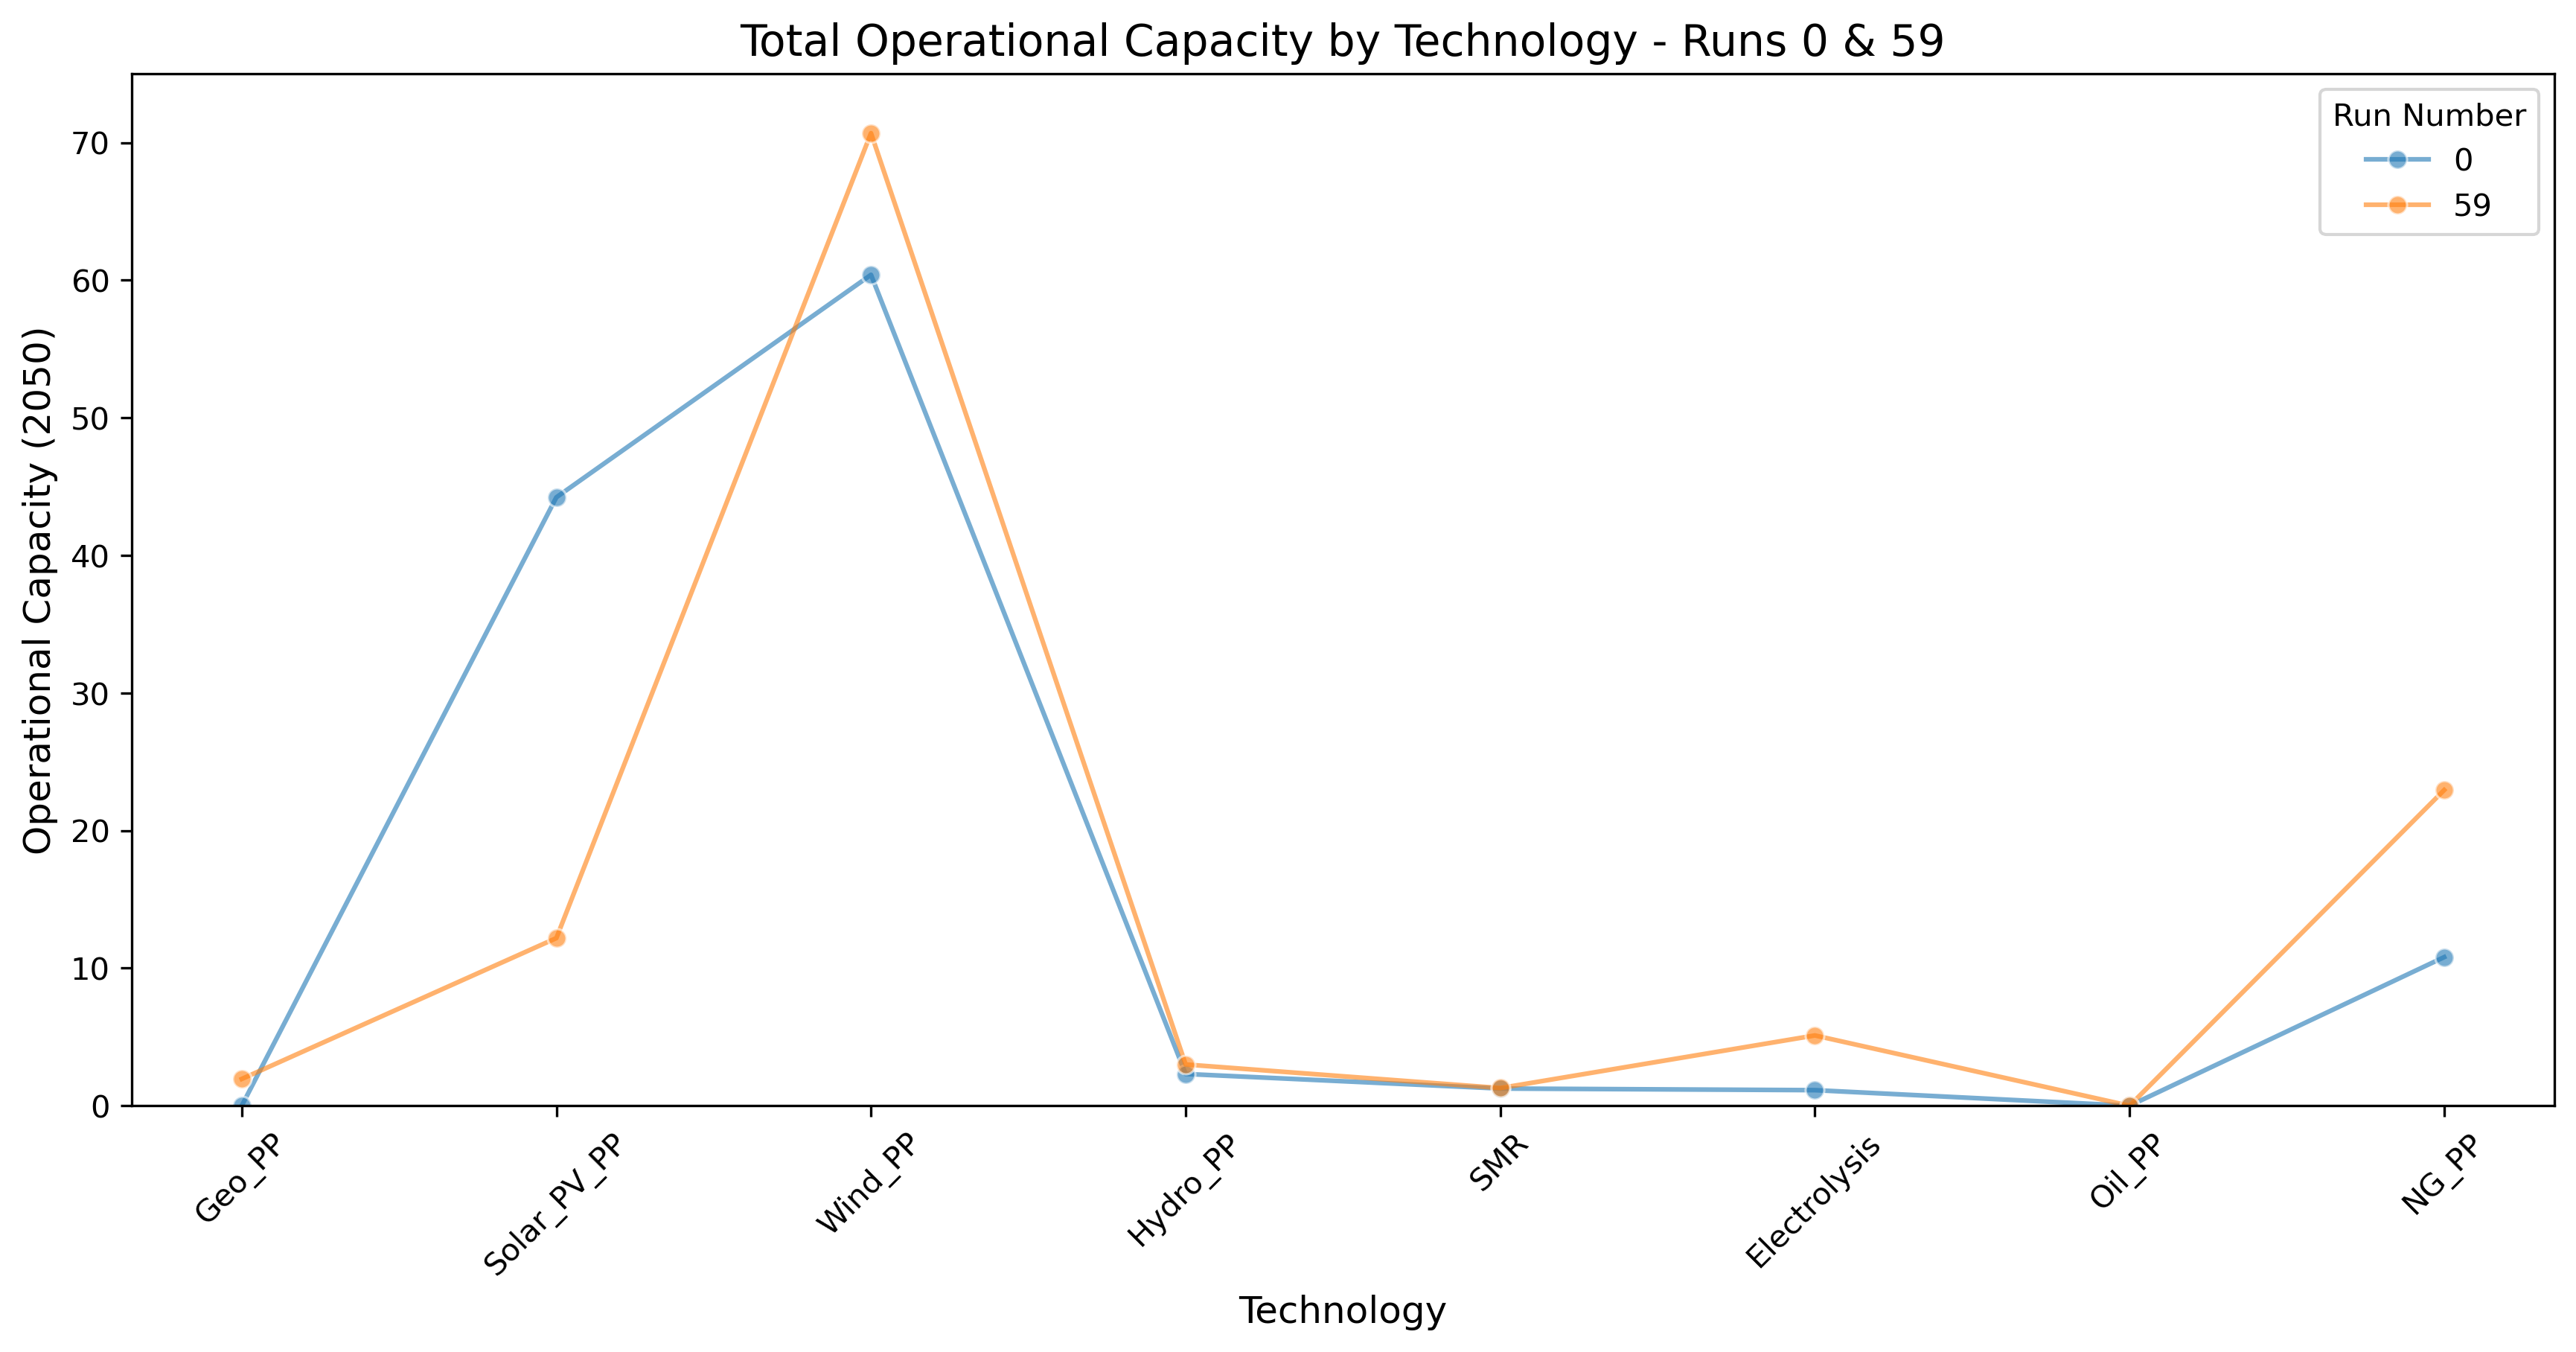 Total Operational Capacity by Technology - Runs 0 & 59
Run Number
0
59
Operational Capacity (2050)
70
60
50
40
30
20
10
0
Geo_PP
Solar_PV_PP
Wind_PP
Hydro_PP
SMR
Electrolysis
Oil_PP
NG_PP
Technology